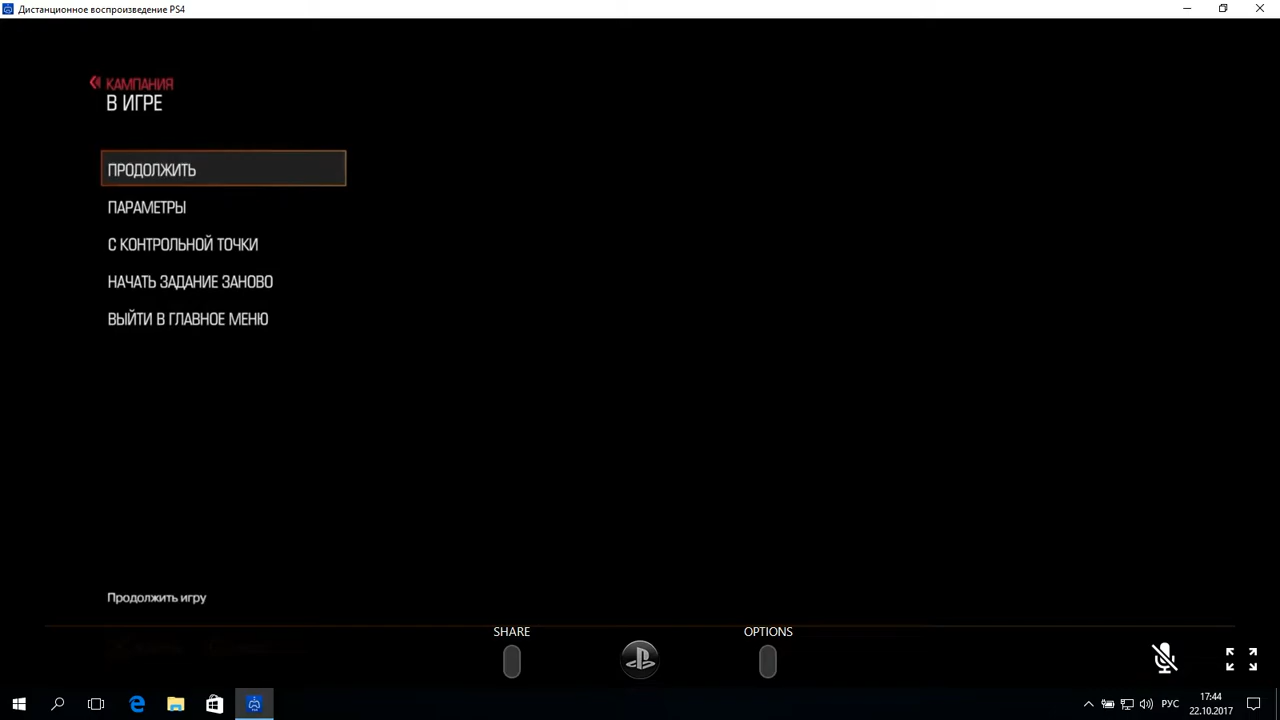 Дистанционное воспроизведение PS4
КАМПАНИЯ
В ИГРЕ
ПРОДОЛЖИТЬ
ПАРАМЕТРЫ
С КОНТРОЛЬНОЙ ТОЧКИ
НАЧАТЬ ЗАДАНИЕ ЗАНОВО
ВЫЙТИ В ГЛАВНОЕ МЕНЮ
Продолжить игру
SHARE
OPTIONS
РУС
17:44
22.10.2017